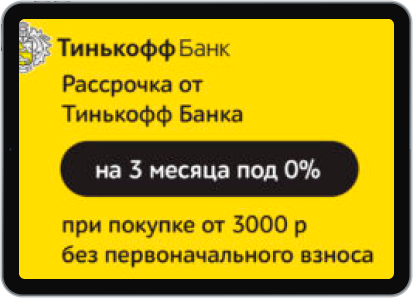 Тинькофф Банк
Рассрочка от
Тинькофф Банка
на 3 месяца под 0%
при покупке от 3000 р
без первоначального взноса